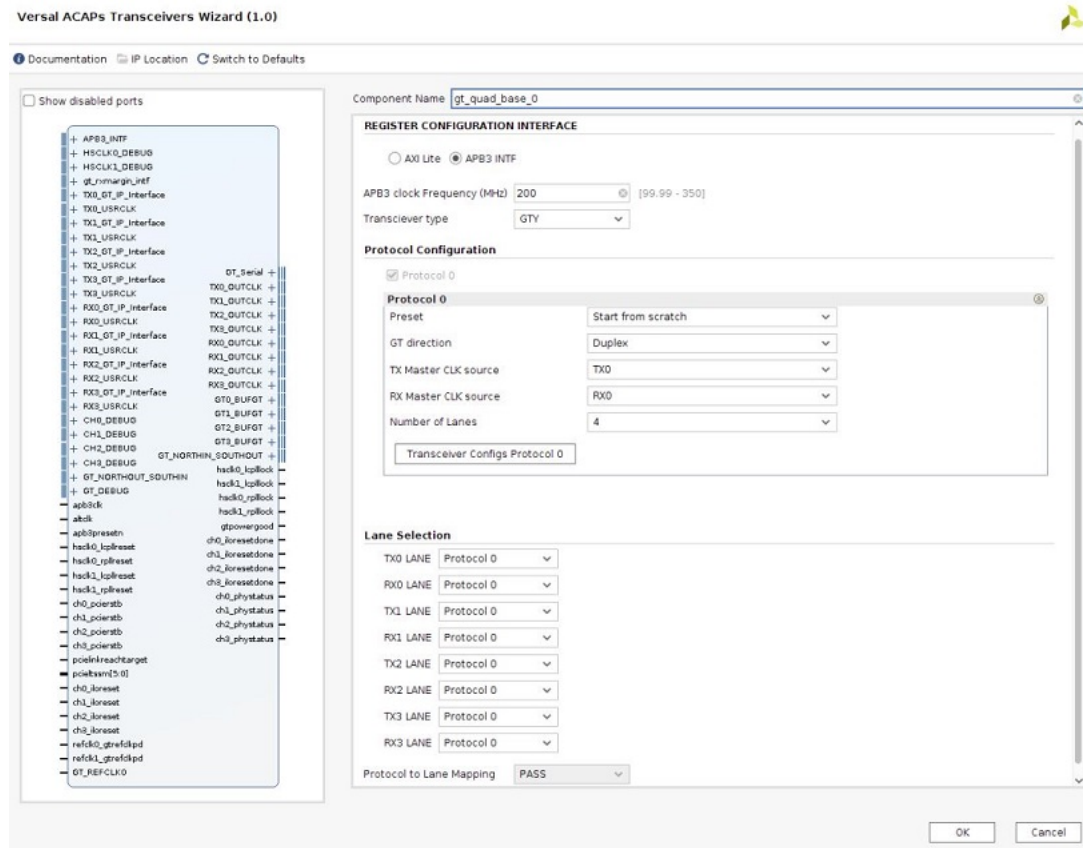 Versal ACAPs Transceivers Wizard (1.0)
Documentation IP Location Switch to Defaults
Show disabled ports
APB3_INTF
HSCLK0_DEBUG
HSCLK1_DEBUG
gt_rxmargin_intf
TX0_GT_IP_Interface
TX0_USRCLK
TX1_GT_IP_Interface
TX1_USRCLK
TX2_GT_IP_Interface
TX2_USRCLK
TX3_GT_IP_Interface
TX3_USRCLK
RX0_GT_IP_Interface
RX0_USRCLK
RX1_GT_IP_Interface
RX1_USRCLK
RX2_GT_IP_Interface
RX2_USRCLK
RX3_GT_IP_Interface
RX3_USRCLK
CH0_DEBUG
CH1_DEBUG
CH2_DEBUG
CH3_DEBUG
GT_NORTHOUT_SOUTHIN
GT_DEBUG
apb3clk
altclk
apb3presetn
hsclk0_lcpllreset
hsclk0_rpllreset
hsclk1_lcpllreset
hsclk1_rpllreset
ch0_pcierstb
ch1_pcierstb
ch2_pcierstb
ch3_pcierstb
pcielinkreachtarget
pcieltssm[5:0]
ch0_iloreset
ch1_iloreset
ch2_iloreset
ch3_iloreset
refclk0_gtrefclkpd
refclk1_gtrefclkpd
GT_REFCLK0
GT_Serial
TX0_OUTCLK
TX1_OUTCLK
TX2_OUTCLK
TX3_OUTCLK
RX0_OUTCLK
RX1_OUTCLK
RX2_OUTCLK
RX3_OUTCLK
GT0_BUFGT
GT1_BUFGT
GT2_BUFGT
GT3_BUFGT
GT_NORTHIN_SOUTHOUT
hsclk0_lcplllock
hsclk1_lcplllock
hsclk0_rplllock
hsclk1_rplllock
gtpowergood
ch0_iloresetdone
ch1_iloresetdone
ch2_iloresetdone
ch3_iloresetdone
ch0_phystatus
ch1_phystatus
ch2_phystatus
ch3_phystatus
Component Name gt_quad_base_0
REGISTER CONFIGURATION INTERFACE
AXI Lite APB3 INTF
APB3 clock Frequency (MHz) 200 [99.99 - 350]
Transciever type GTY
Protocol Configuration
Protocol 0
Protocol 0
Preset Start from scratch
GT direction Duplex
TX Master CLK source TX0
RX Master CLK source RX0
Number of Lanes 4
Transceiver Configs Protocol 0
Lane Selection
TX0 LANE Protocol 0
RX0 LANE Protocol 0
TX1 LANE Protocol 0
RX1 LANE Protocol 0
TX2 LANE Protocol 0
RX2 LANE Protocol 0
TX3 LANE Protocol 0
RX3 LANE Protocol 0
Protocol to Lane Mapping PASS
OK Cancel